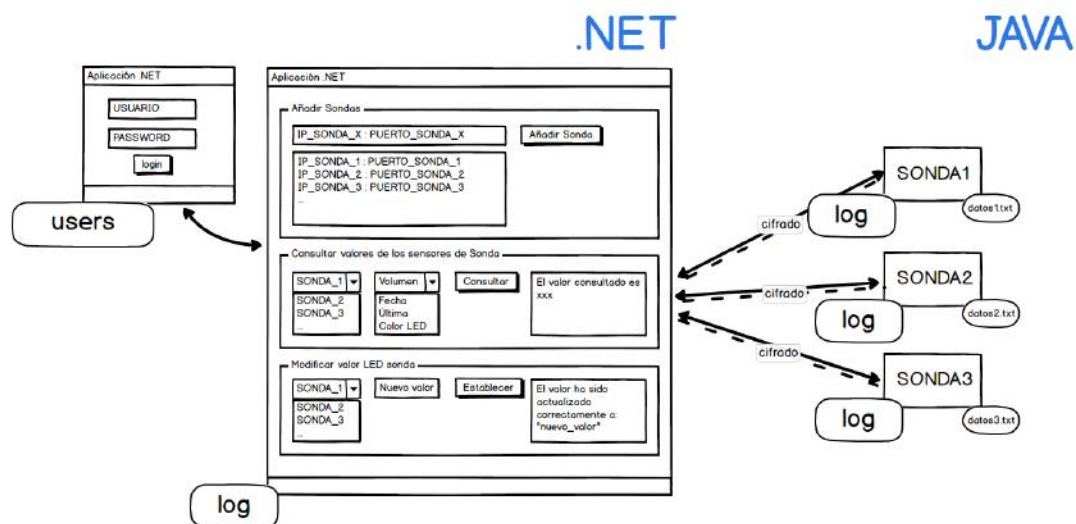 .NET
JAVA
Aplicación .NET
USUARIO
PASSWORD
login
users
Aplicación .NET
Añadir Sondas
IP_SONDA_X : PUERTO_SONDA_X
Añadir Sonda
IP_SONDA_1 : PUERTO_SONDA_1
IP_SONDA_2 : PUERTO_SONDA_2
IP_SONDA_3 : PUERTO_SONDA_3
...
Consultar valores de los sensores de Sonda
SONDA_1
SONDA_2
SONDA_3
...
Volumen
Fecha
Última
Color LED
Consultar
El valor consultado es
xxx
Modificar valor LED sonda
SONDA_1
SONDA_2
SONDA_3
...
Nuevo valor
Establecer
El valor ha sido
actualizado
correctamente a:
"nuevo_valor"
log
cifrado
SONDA1
log
datos1.txt
cifrado
SONDA2
log
datos2.txt
cifrado
SONDA3
log
datos3.txt